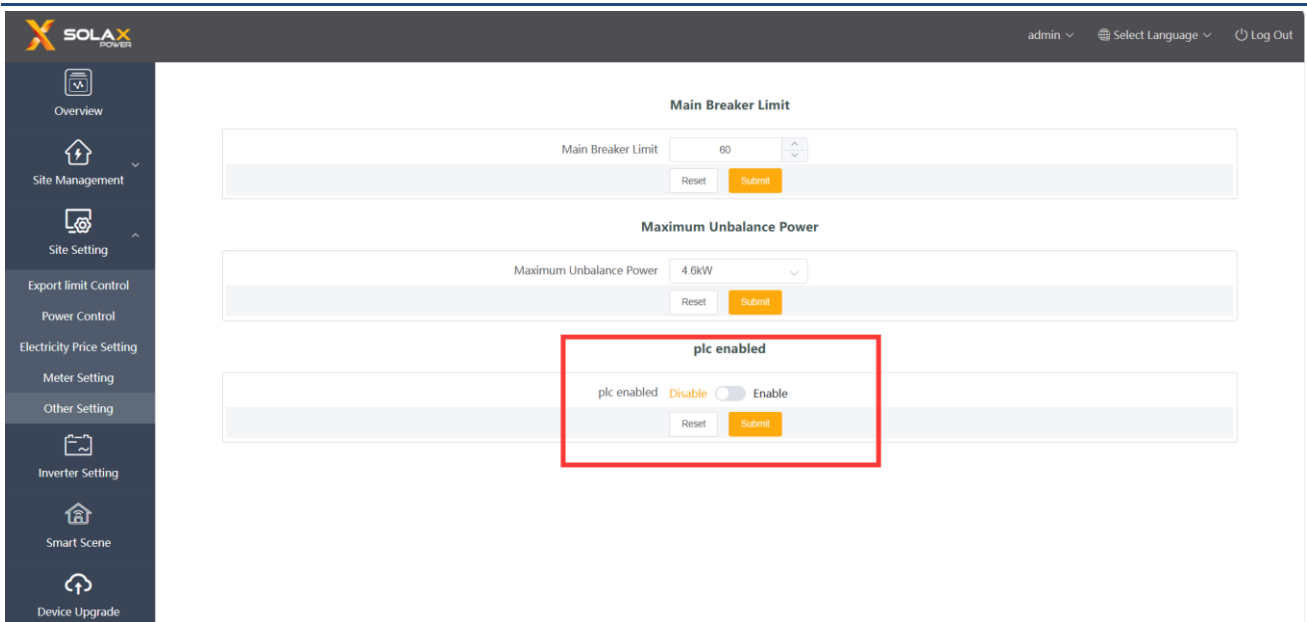 SOLAX
POWER
admin
Select Language
Log Out
Overview
Site Management
Site Setting
Export limit Control
Power Control
Electricity Price Setting
Meter Setting
Other Setting
Inverter Setting
Smart Scene
Device Upgrade
Main Breaker Limit
Main Breaker Limit 60
Reset Submit
Maximum Unbalance Power
Maximum Unbalance Power 4.6kW
Reset Submit
plc enabled
plc enabled Disable Enable
Reset Submit